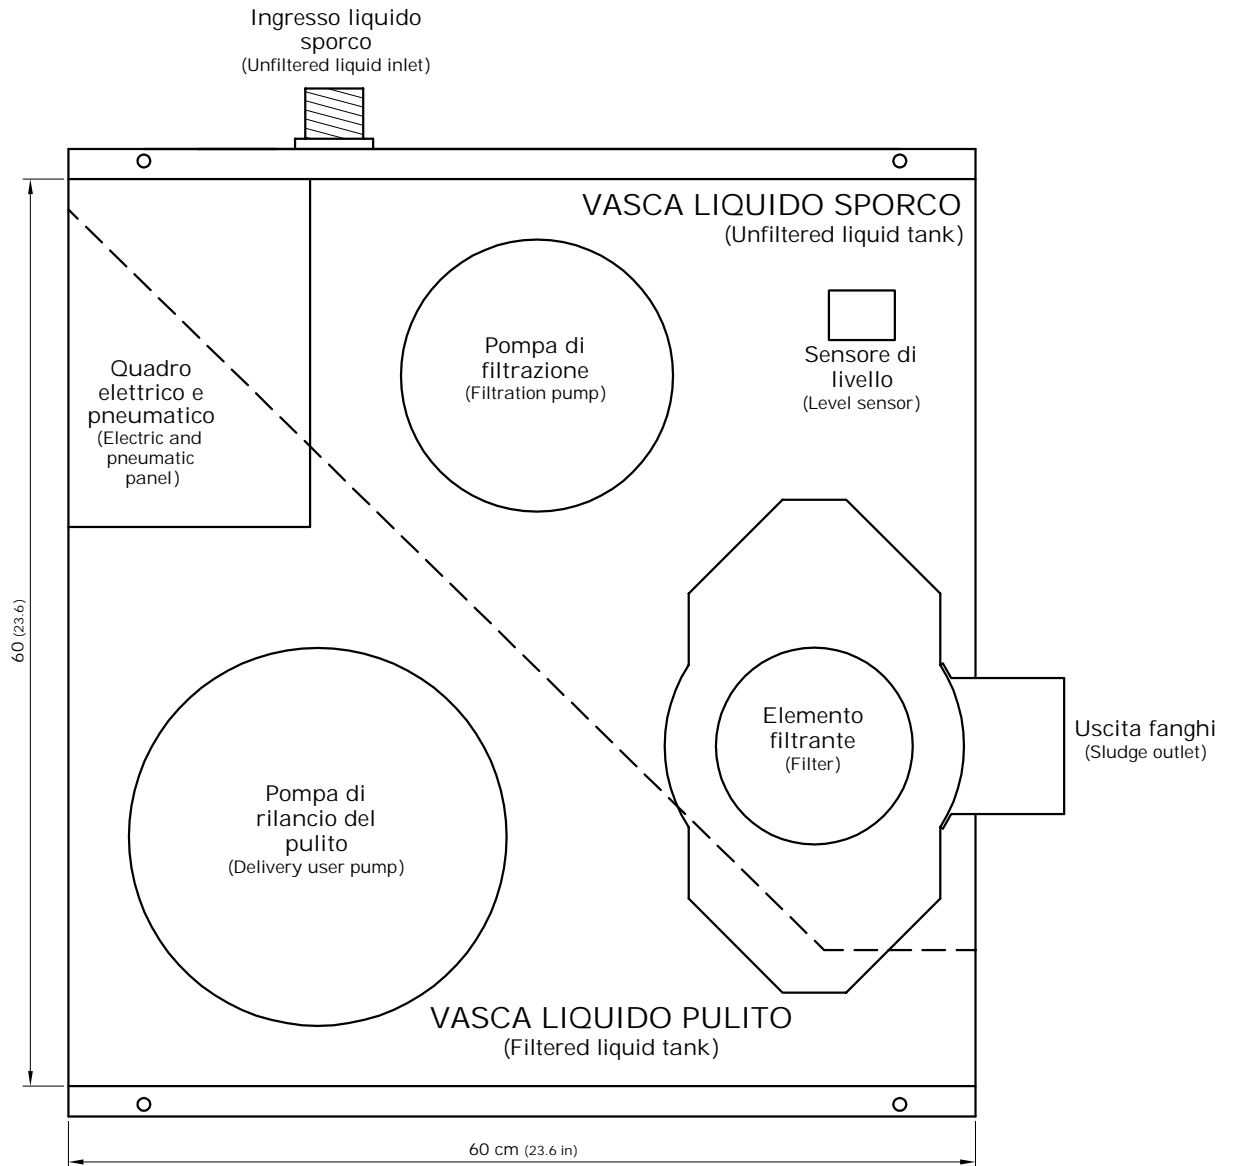 Ingresso liquido
sporco
(Unfiltered liquid inlet)
VASCA LIQUIDO SPORCO
(Unfiltered liquid tank)
Pompa di
filtrazione
(Filtration pump)
Sensore di
livello
(Level sensor)
Quadro
elettrico e
pneumatico
(Electric and
pneumatic
panel)
60 (23.6)
Elemento
filtrante
(Filter)
Uscita fanghi
(Sludge outlet)
Pompa di
rilancio del
pulito
(Delivery user pump)
VASCA LIQUIDO PULITO
(Filtered liquid tank)
60 cm (23.6 in)